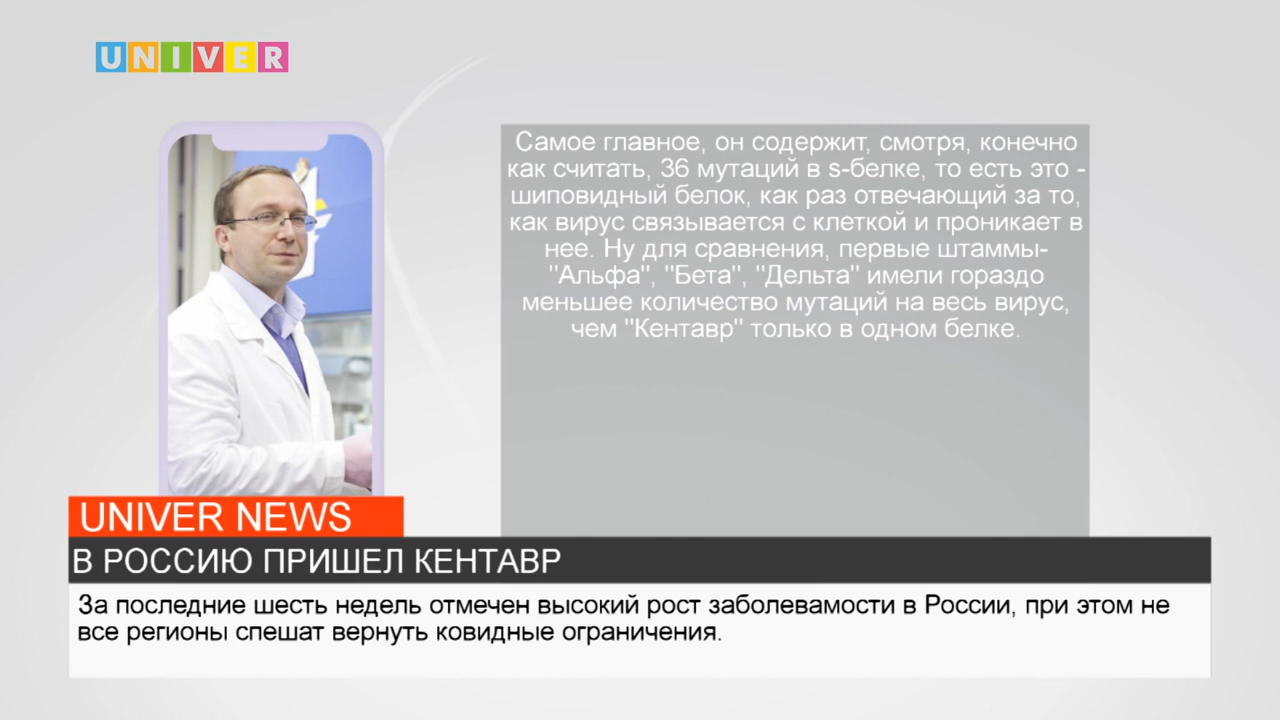 UNIVER
Самое главное, он содержит, смотря, конечно
как считать, 36 мутаций в s-белке, то есть это -
шиповидный белок, как раз отвечающий за то,
как вирус связывается с клеткой и проникает в
нее. Ну для сравнения, первые штаммы-
"Альфа", "Бета", "Дельта" имели гораздо
меньшее количество мутаций на весь вирус,
чем "Кентавр" только в одном белке.
UNIVER NEWS
В РОССИЮ ПРИШЕЛ КЕНТАВР
За последние шесть недель отмечен высокий рост заболевамости в России, при этом не
все регионы спешат вернуть ковидные ограничения.